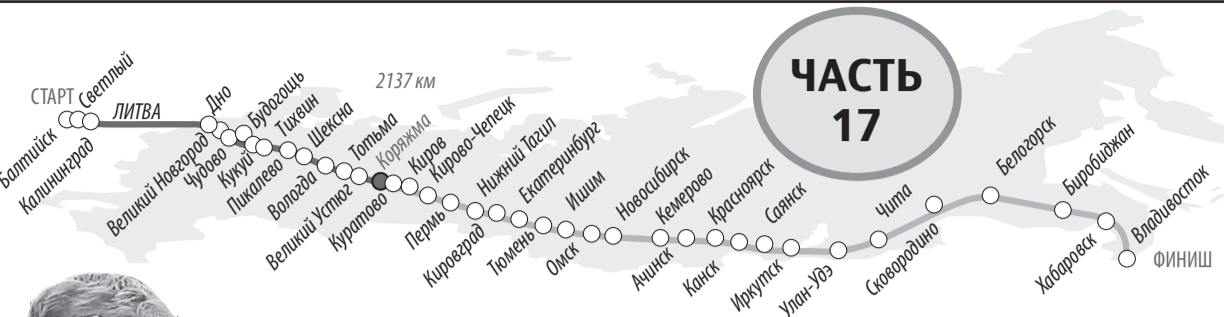 СТАРТ
Балтийск
Светлый
Калининград
ЛИТВА
Дно
Великий Новгород
Чудово
Будогощь
Кукуй
Тихвин
Пикалево
Шексна
Вологда
Тотьма
Великий Устюг
2137 км
Коряжма
Куратово
Киров
Кирово-Чепецк
Пермь
Нижний Тагил
Кировград
Екатеринбург
Тюмень
Ишим
Омск
Новосибирск
Кемерово
Ачинск
Красноярск
Канск
Саянск
Иркутск
Улан-Удэ
Чита
Сковородино
Белогорск
Биробиджан
Хабаровск
Владивосток
ФИНИШ
ЧАСТЬ
17